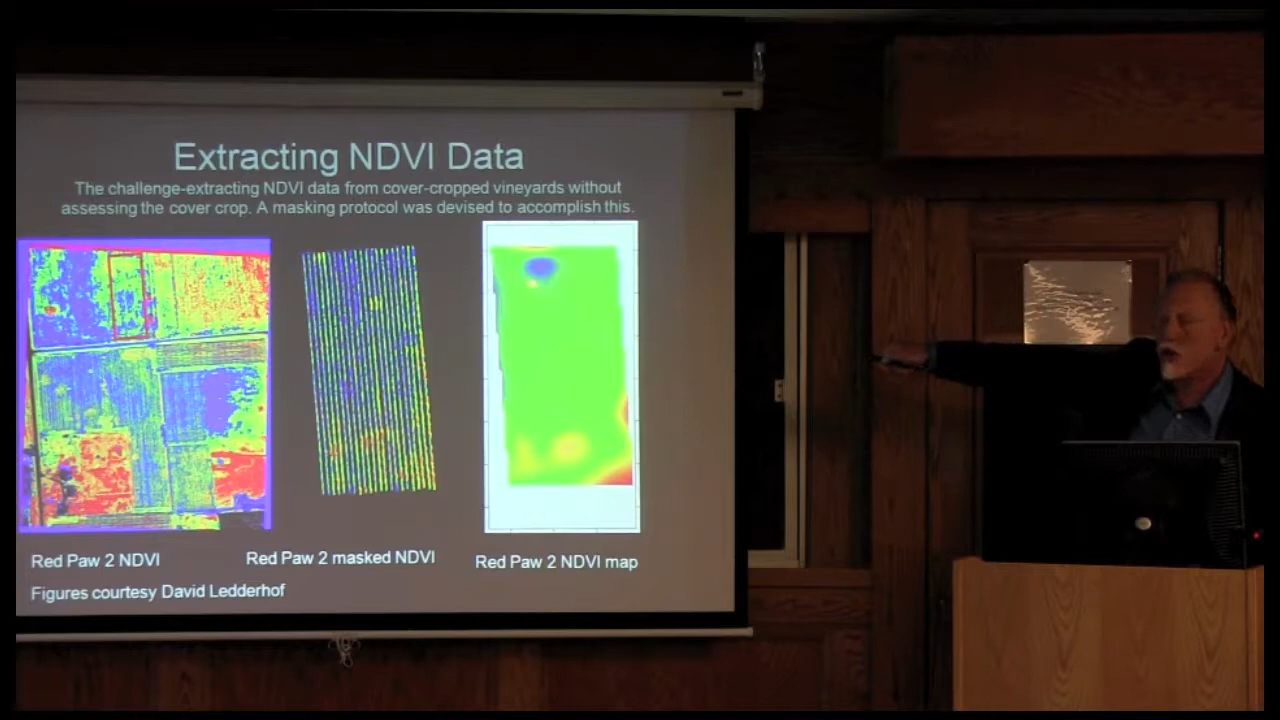 Extracting NDVI Data
The challenge-extracting NDVI data from cover-cropped vineyards without
assessing the cover crop. A masking protocol was devised to accomplish this.
Red Paw 2 NDVI
Red Paw 2 masked NDVI
Red Paw 2 NDVI map
Figures courtesy David Ledderhof